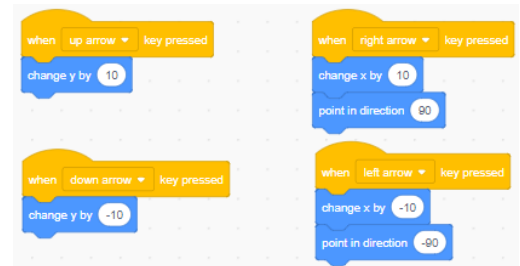 when up arrow key pressed
change y by 10
when right arrow key pressed
change x by 10
point in direction 90
when down arrow key pressed
change y by -10
when left arrow key pressed
change x by -10
point in direction -90